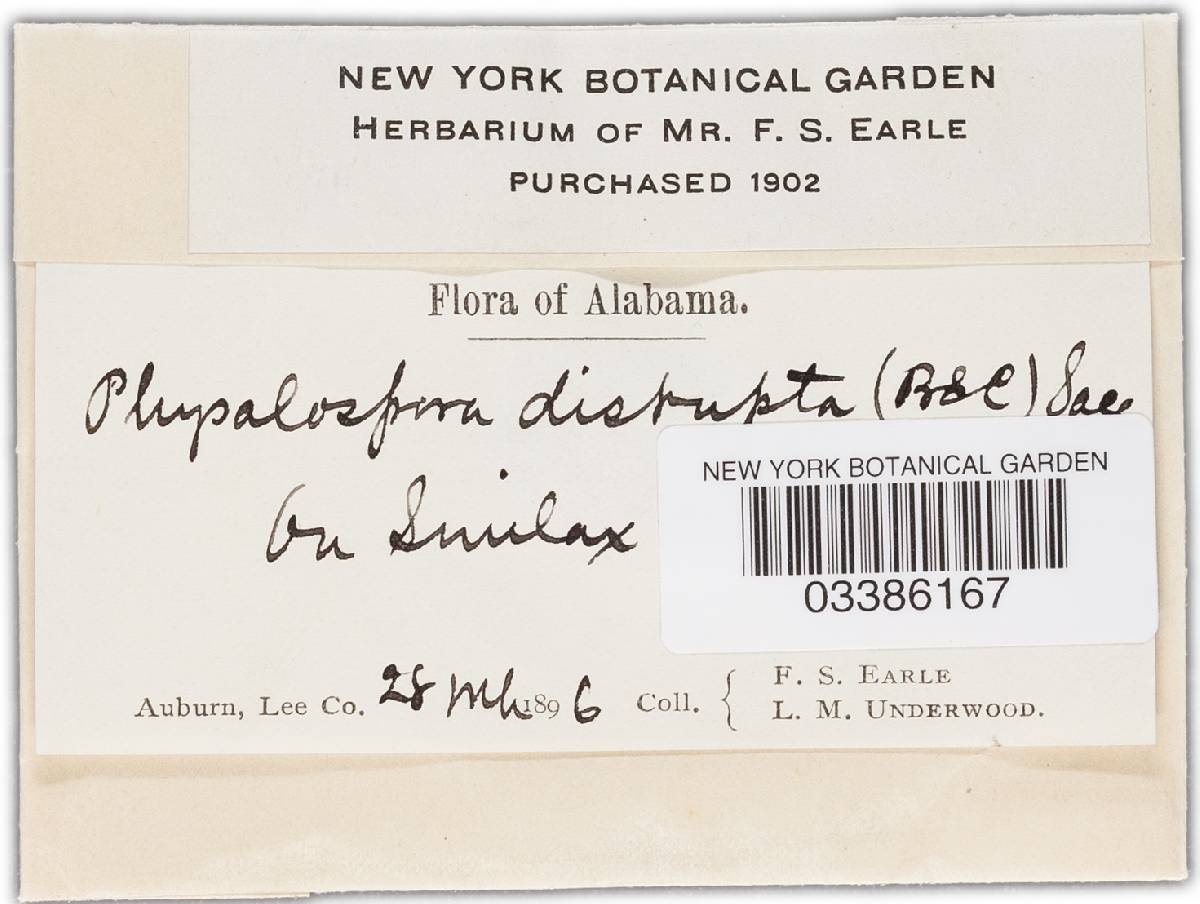 NEW YORK BOTANICAL GARDEN
HERBARIUM OF MR. F. S. EARLE
PURCHASED 1902
Flora of Alabama.
Physalospora disrupta (B&C) Sacc
On Smilax
NEW YORK BOTANICAL GARDEN
03386167
Auburn, Lee Co. 28 Mh 1896 Coll. { F. S. EARLE
L. M. UNDERWOOD.